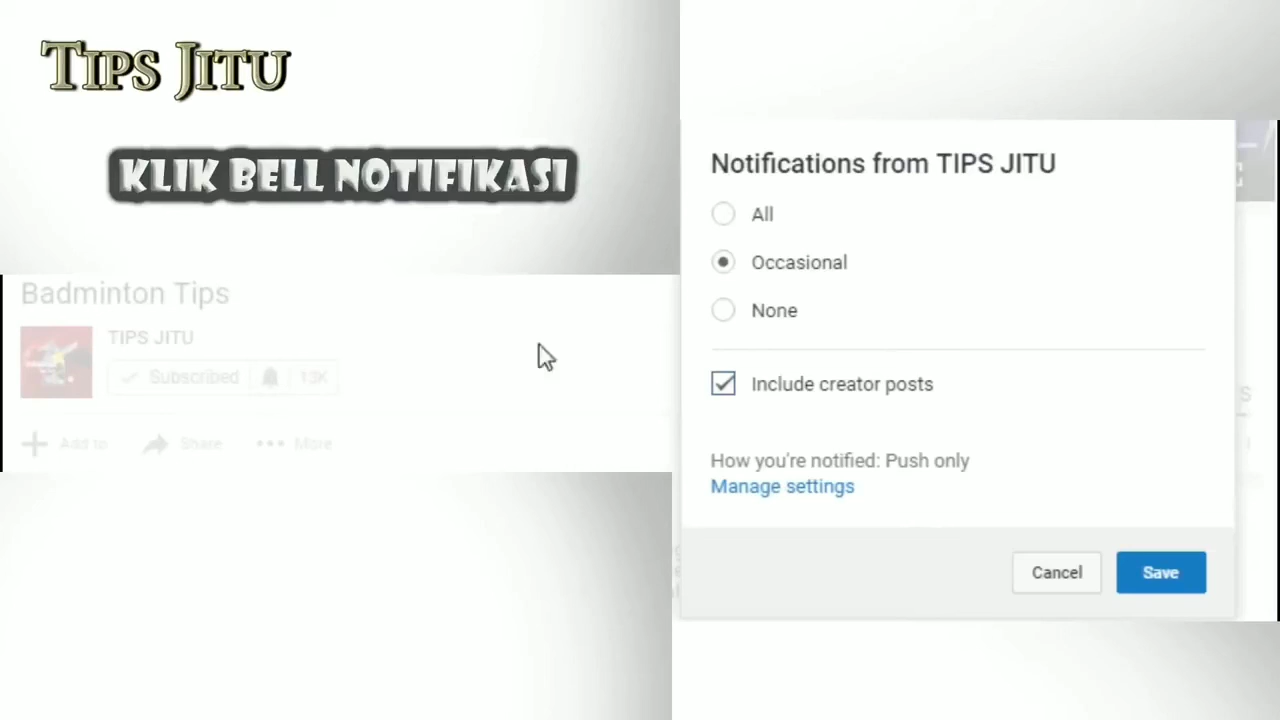 TIPS JITU
KLIK BELL NOTIFIKASI
Badminton Tips
TIPS JITU
Subscribed 13K
Add to Share More
Notifications from TIPS JITU
All
Occasional
None
Include creator posts
How you're notified: Push only
Manage settings
Cancel Save